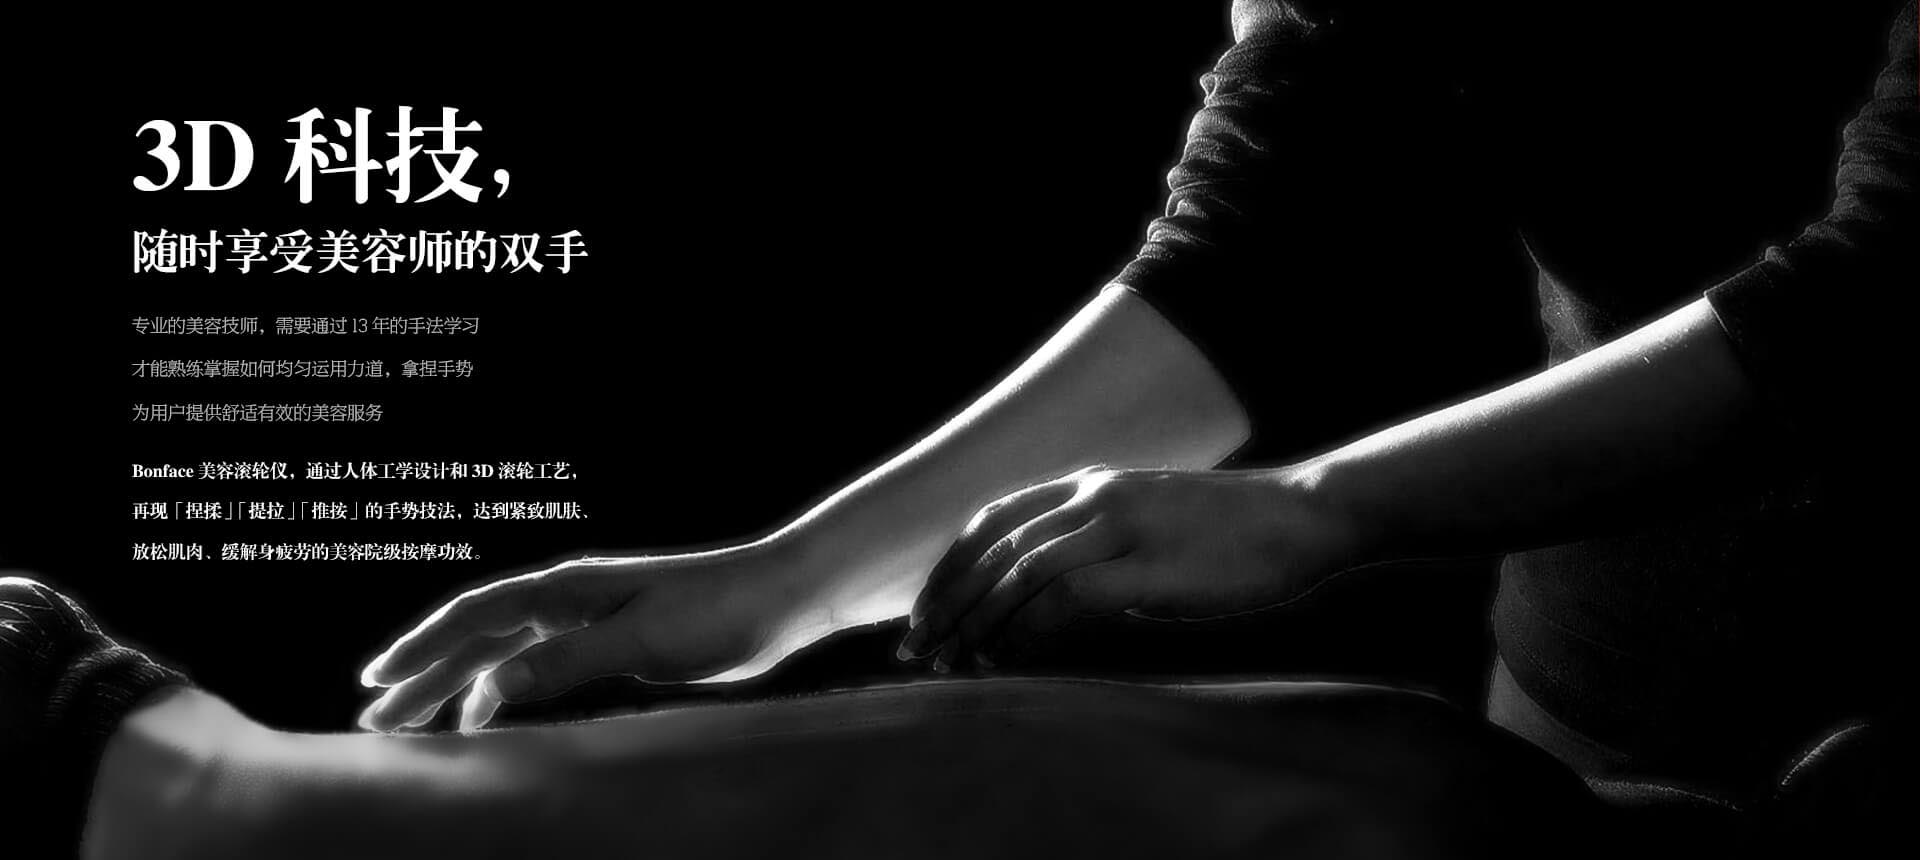 3D 科技，
随时享受美容师的双手
专业的美容技师，需要通过 13 年的手法学习
才能熟练掌握如何均匀运用力道，拿捏手势
为用户提供舒适有效的美容服务
Bonface 美容滚轮仪，通过人体工学设计和 3D 滚轮工艺，
再现「捏揉」「提拉」「推按」的手势技法，达到紧致肌肤、
放松肌肉、缓解身疲劳的美容院级按摩功效。